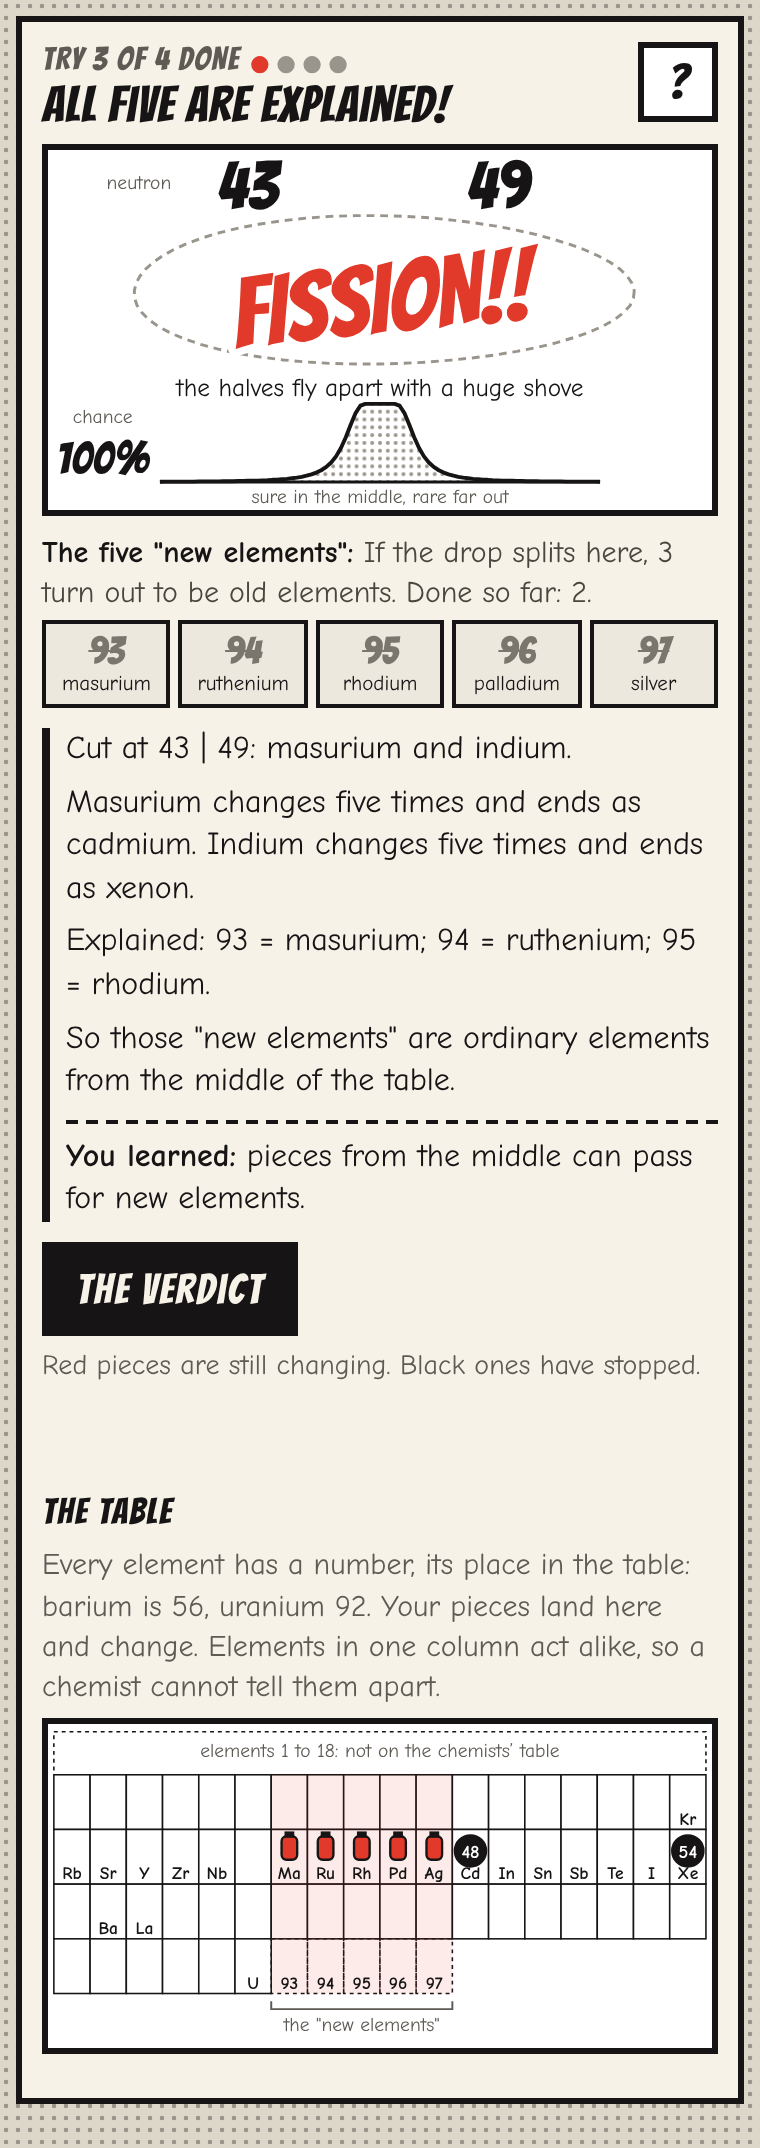 TRY 3 OF 4 DONE
ALL FIVE ARE EXPLAINED!
?
neutron
43
49
FISSION!!
the halves fly apart with a huge shove
chance
100%
sure in the middle, rare far out
The five "new elements": If the drop splits here, 3
turn out to be old elements. Done so far: 2.
93 94 95 96 97
masurium ruthenium rhodium palladium silver
Cut at 43 | 49: masurium and indium.
Masurium changes five times and ends as
cadmium. Indium changes five times and ends
as xenon.
Explained: 93 = masurium; 94 = ruthenium; 95
= rhodium.
So those "new elements" are ordinary elements
from the middle of the table.
You learned: pieces from the middle can pass
for new elements.
THE VERDICT
Red pieces are still changing. Black ones have stopped.
THE TABLE
Every element has a number, its place in the table:
barium is 56, uranium 92. Your pieces land here
and change. Elements in one column act alike, so a
chemist cannot tell them apart.
elements 1 to 18: not on the chemists' table
Kr
48 54
Rb Sr Y Zr Nb Ma Ru Rh Pd Ag Cd In Sn Sb Te I Xe
Ba La
U 93 94 95 96 97
the "new elements"